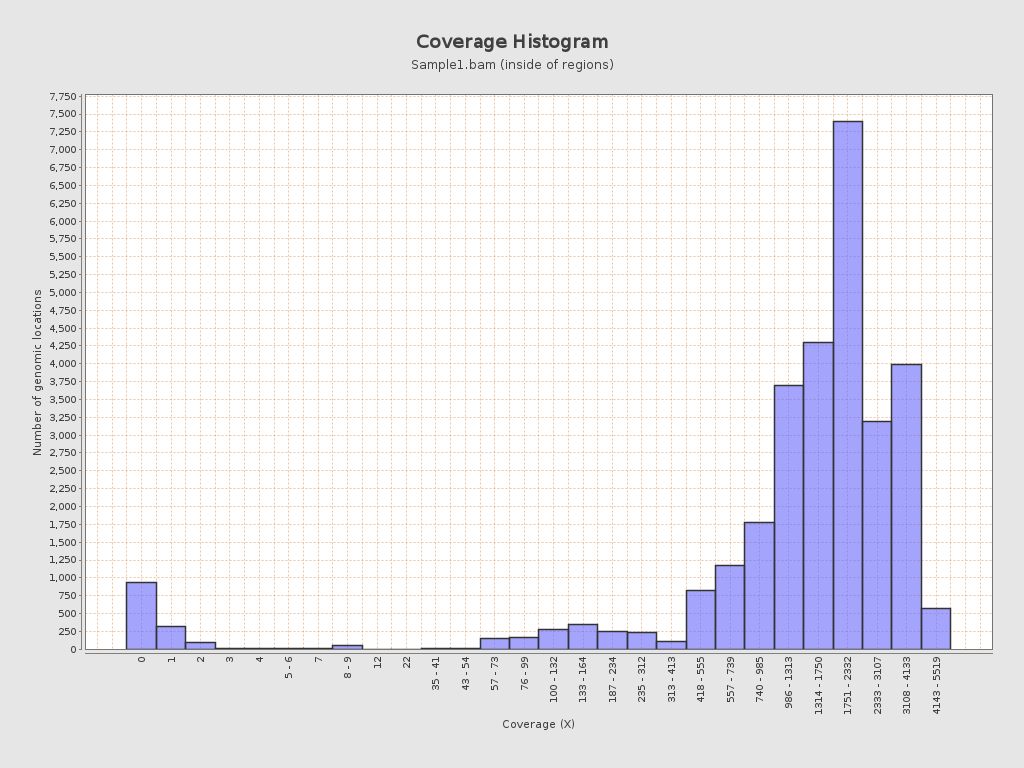 Coverage Histogram
Sample1.bam (inside of regions)
Number of genomic locations
7,750
7,500
7,250
7,000
6,750
6,500
6,250
6,000
5,750
5,500
5,250
5,000
4,750
4,500
4,250
4,000
3,750
3,500
3,250
3,000
2,750
2,500
2,250
2,000
1,750
1,500
1,250
1,000
750
500
250
0
0
1
2
3
4
5 - 6
7
8 - 9
12
22
35 - 41
43 - 54
57 - 73
76 - 99
100 - 132
133 - 164
187 - 234
235 - 312
313 - 413
418 - 555
557 - 739
740 - 985
986 - 1313
1314 - 1750
1751 - 2332
2333 - 3107
3108 - 4133
4143 - 5519
Coverage (X)